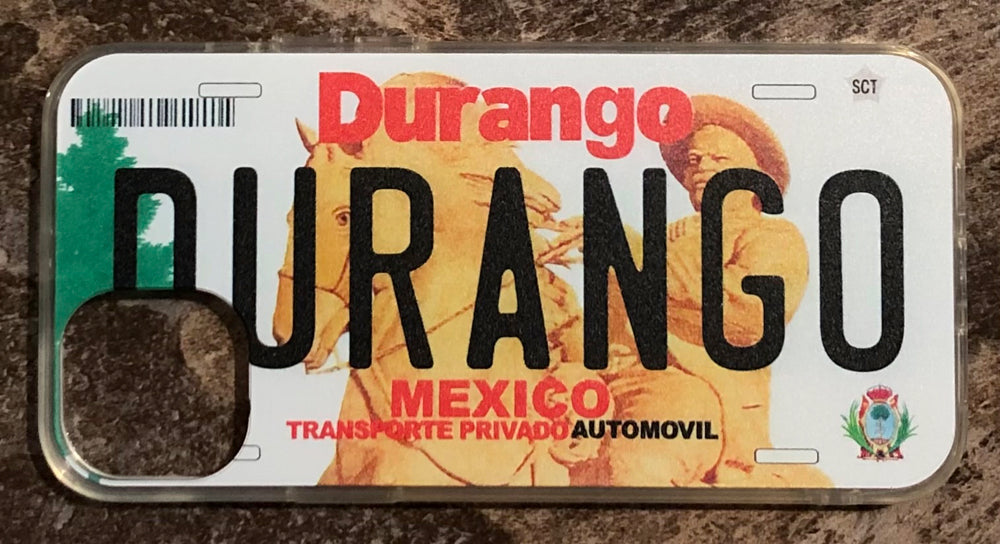 Durango
SCT
DURANGO
MEXICO
TRANSPORTE PRIVADO AUTOMOVIL